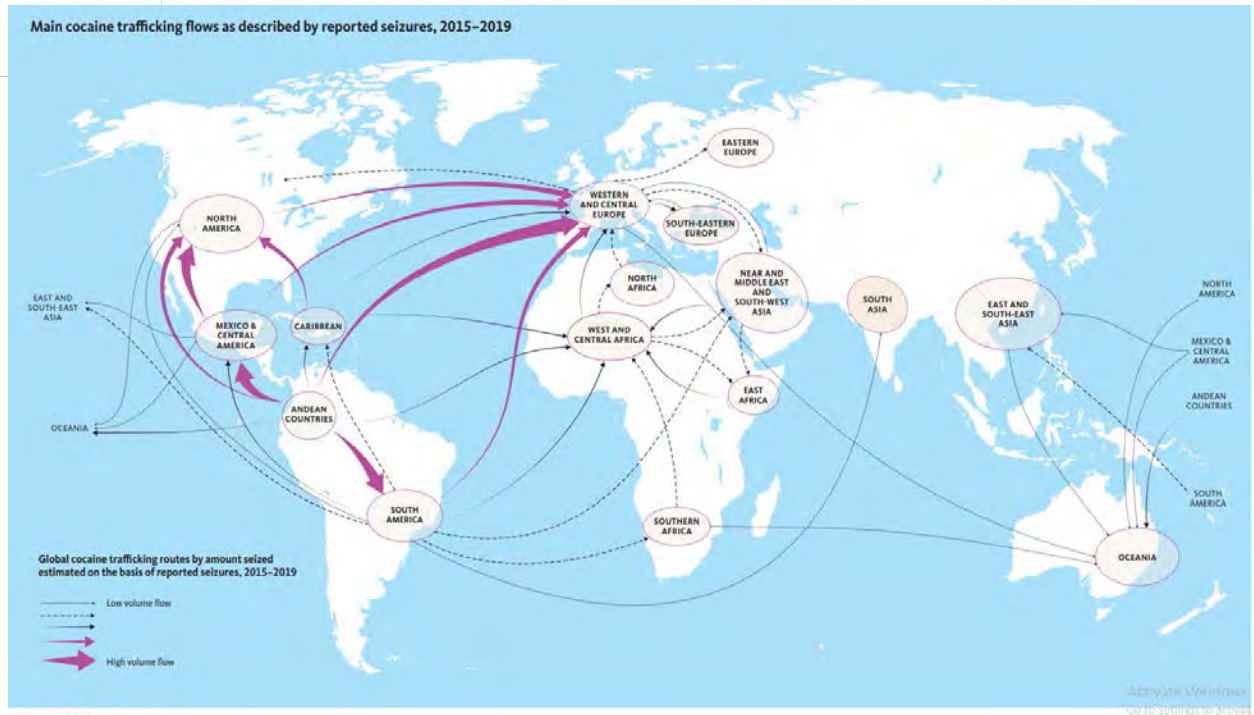 Main cocaine trafficking flows as described by reported seizures, 2015–2019
EASTERN
EUROPE
WESTERN
AND CENTRAL
EUROPE
NORTH
AMERICA
SOUTH-EASTERN
EUROPE
NORTH
AFRICA
NEAR AND
MIDDLE EAST
AND
SOUTH-WEST
ASIA
SOUTH
ASIA
EAST AND
SOUTH-EAST
ASIA
NORTH
AMERICA
EAST AND
SOUTH-EAST
ASIA
MEXICO &
CENTRAL
AMERICA
CARIBBEAN
WEST AND
CENTRAL AFRICA
MEXICO &
CENTRAL
AMERICA
EAST
AFRICA
ANDEAN
COUNTRIES
ANDEAN
COUNTRIES
OCEANIA
SOUTH
AMERICA
SOUTH
AMERICA
SOUTHERN
AFRICA
OCEANIA
Global cocaine trafficking routes by amount seized
estimated on the basis of reported seizures, 2015–2019
Low volume flow
High volume flow
Activate Windows
Go to Settings to activa